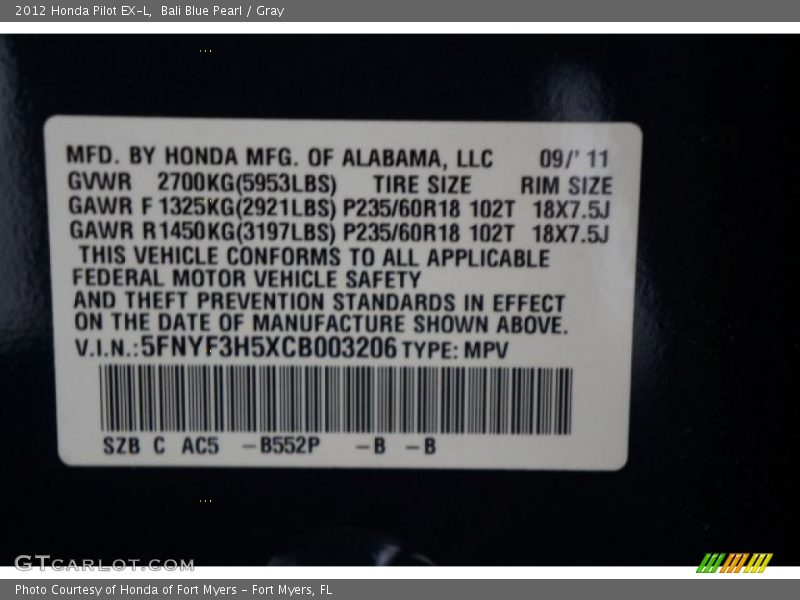 2012 Honda Pilot EX-L, Bali Blue Pearl / Gray
MFD. BY HONDA MFG. OF ALABAMA, LLC 09/' 11
GVWR 2700KG(5953LBS) TIRE SIZE RIM SIZE
GAWR F 1325KG(2921LBS) P235/60R18 102T 18X7.5J
GAWR R1450KG(3197LBS) P235/60R18 102T 18X7.5J
THIS VEHICLE CONFORMS TO ALL APPLICABLE
FEDERAL MOTOR VEHICLE SAFETY
AND THEFT PREVENTION STANDARDS IN EFFECT
ON THE DATE OF MANUFACTURE SHOWN ABOVE.
V.I.N.:5FNYF3H5XCB003206 TYPE: MPV
SZB C AC5 -B552P -B -B
GTCARLOT.COM
Photo Courtesy of Honda of Fort Myers - Fort Myers, FL